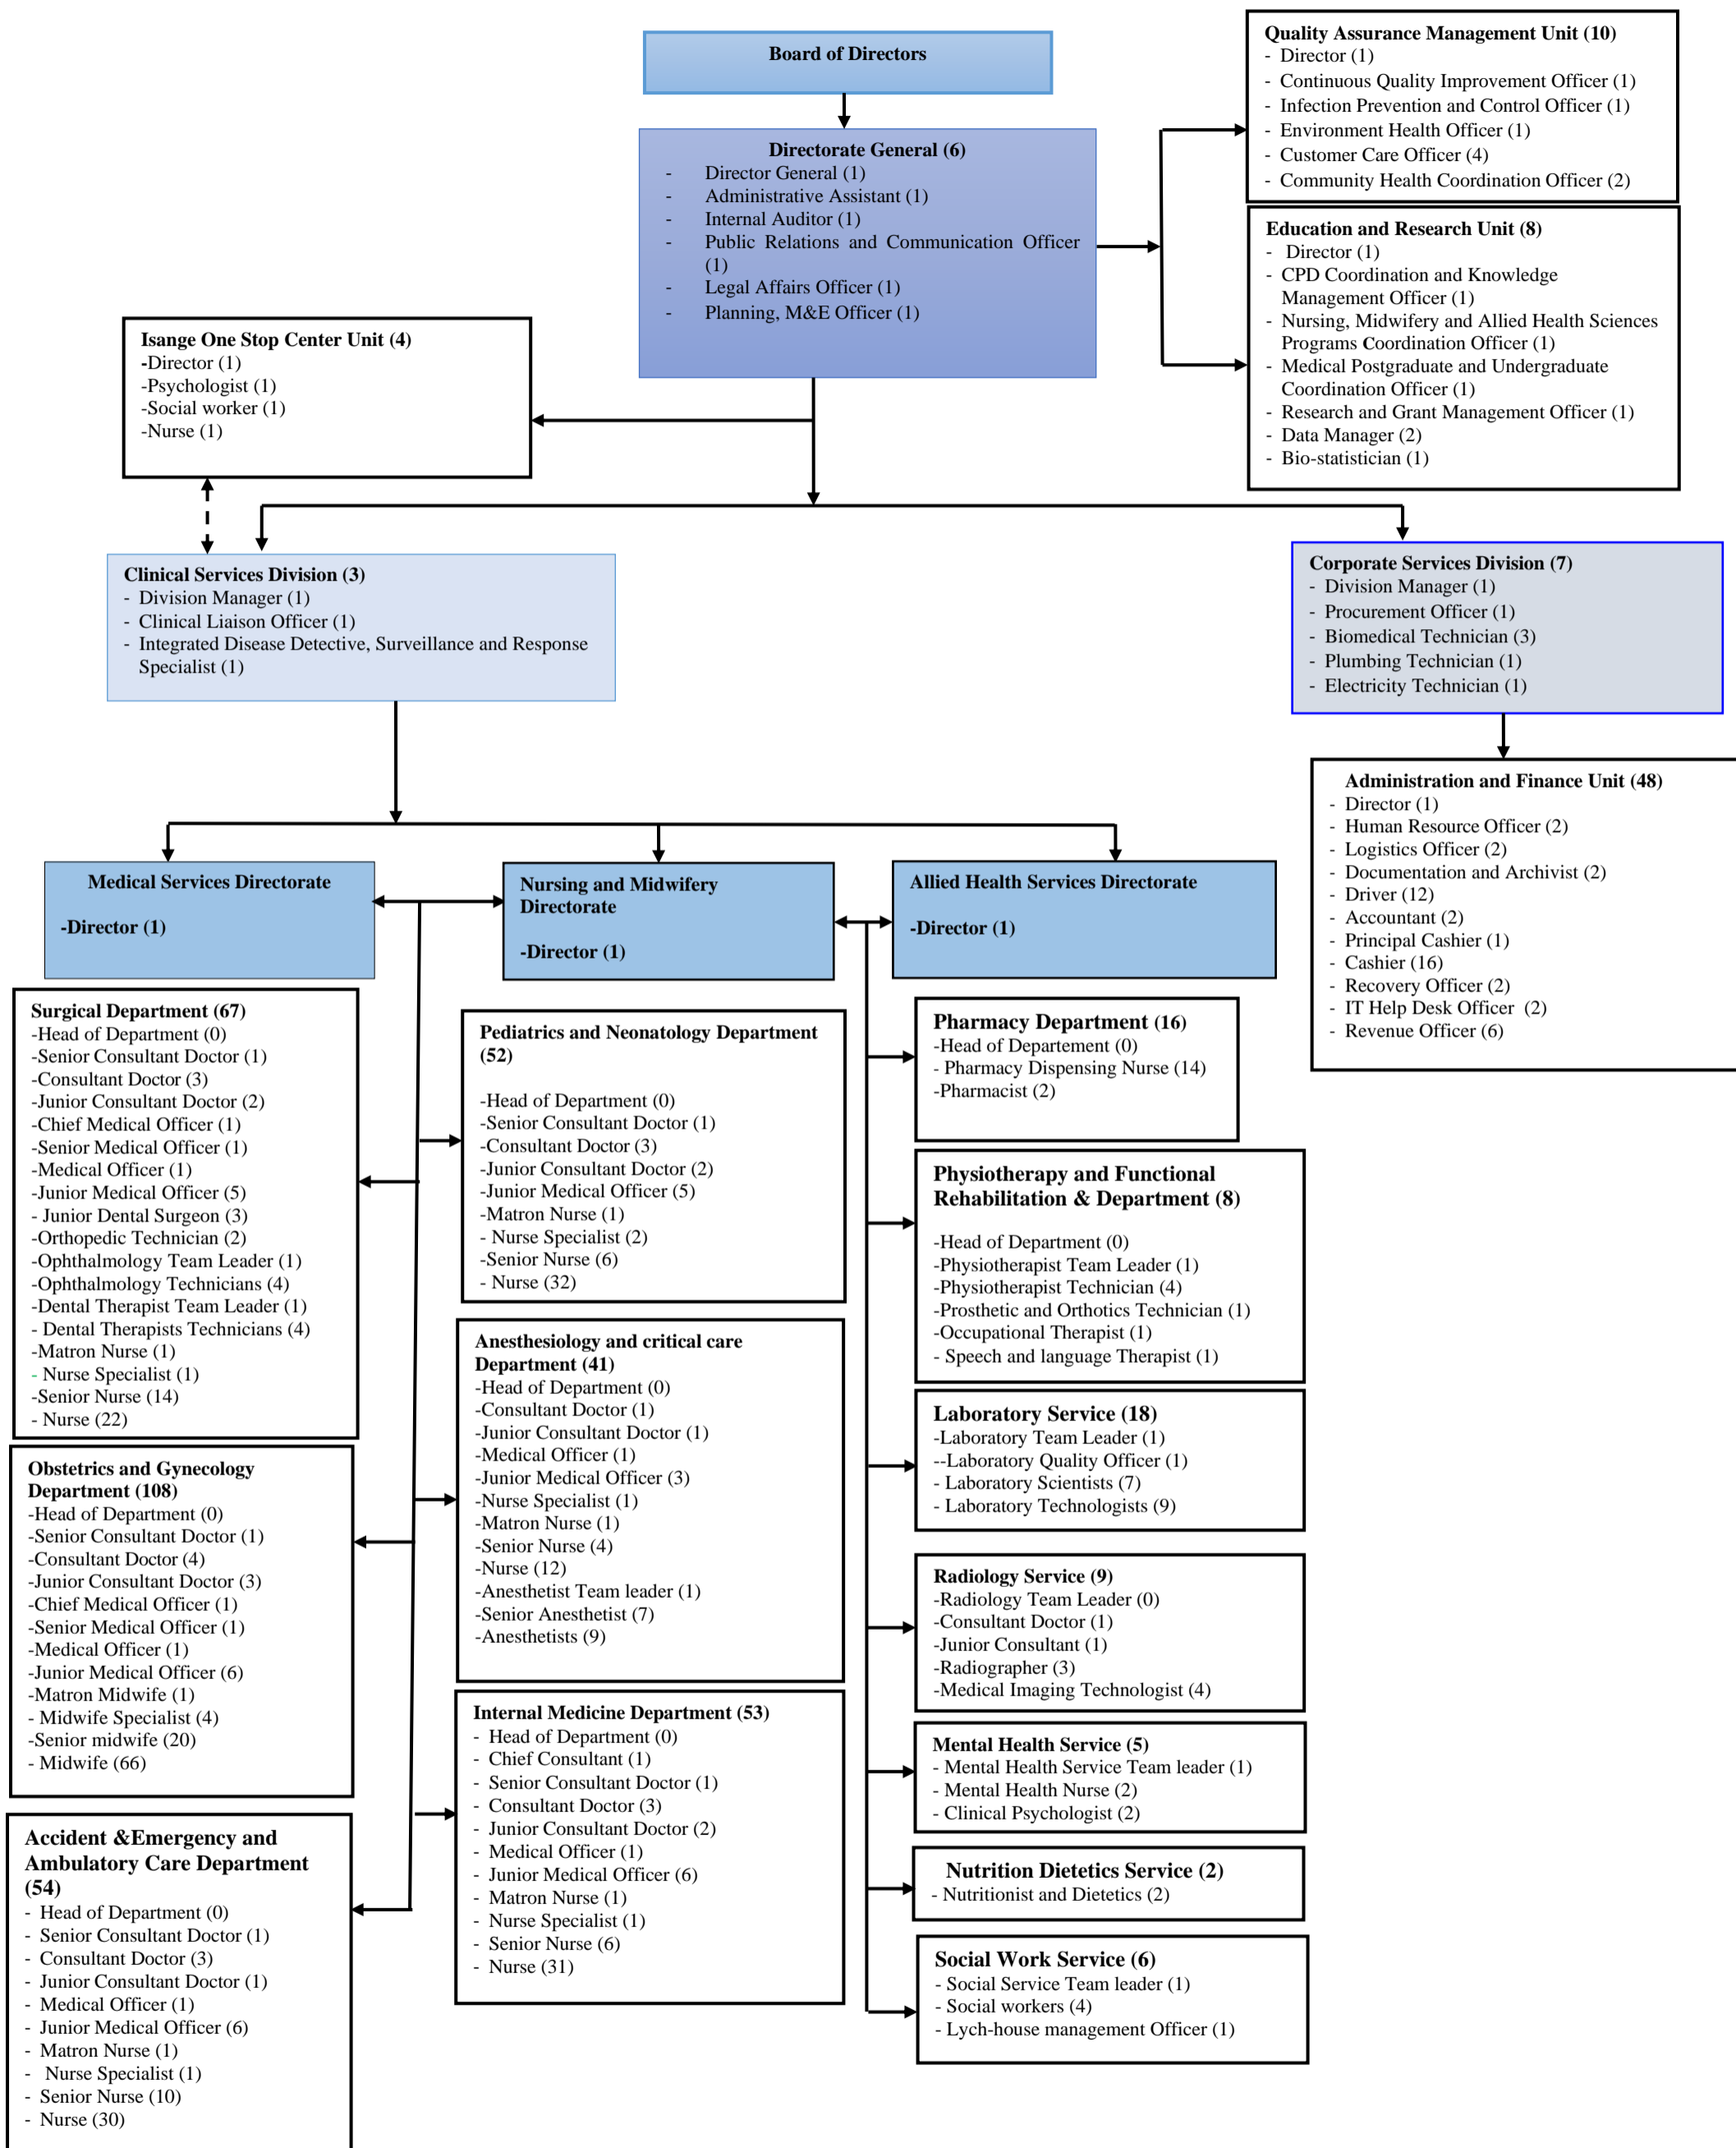 Board of Directors
Directorate General (6)
- Director General (1)
- Administrative Assistant (1)
- Internal Auditor (1)
- Public Relations and Communication Officer
(1)
- Legal Affairs Officer (1)
- Planning, M&E Officer (1)
Quality Assurance Management Unit (10)
- Director (1)
- Continuous Quality Improvement Officer (1)
- Infection Prevention and Control Officer (1)
- Environment Health Officer (1)
- Customer Care Officer (4)
- Community Health Coordination Officer (2)
Education and Research Unit (8)
- Director (1)
- CPD Coordination and Knowledge
Management Officer (1)
- Nursing, Midwifery and Allied Health Sciences
Programs Coordination Officer (1)
- Medical Postgraduate and Undergraduate
Coordination Officer (1)
- Research and Grant Management Officer (1)
- Data Manager (2)
- Bio-statistician (1)
Isange One Stop Center Unit (4)
-Director (1)
-Psychologist (1)
-Social worker (1)
-Nurse (1)
Clinical Services Division (3)
- Division Manager (1)
- Clinical Liaison Officer (1)
- Integrated Disease Detective, Surveillance and Response
Specialist (1)
Corporate Services Division (7)
- Division Manager (1)
- Procurement Officer (1)
- Biomedical Technician (3)
- Plumbing Technician (1)
- Electricity Technician (1)
Administration and Finance Unit (48)
- Director (1)
- Human Resource Officer (2)
- Logistics Officer (2)
- Documentation and Archivist (2)
- Driver (12)
- Accountant (2)
- Principal Cashier (1)
- Cashier (16)
- Recovery Officer (2)
- IT Help Desk Officer (2)
- Revenue Officer (6)
Medical Services Directorate
-Director (1)
Nursing and Midwifery
Directorate
-Director (1)
Allied Health Services Directorate
-Director (1)
Surgical Department (67)
-Head of Department (0)
-Senior Consultant Doctor (1)
-Consultant Doctor (3)
-Junior Consultant Doctor (2)
-Chief Medical Officer (1)
-Senior Medical Officer (1)
-Medical Officer (1)
-Junior Medical Officer (5)
- Junior Dental Surgeon (3)
-Orthopedic Technician (2)
-Ophthalmology Team Leader (1)
-Ophthalmology Technicians (4)
-Dental Therapist Team Leader (1)
- Dental Therapists Technicians (4)
-Matron Nurse (1)
- Nurse Specialist (1)
-Senior Nurse (14)
- Nurse (22)
Obstetrics and Gynecology
Department (108)
-Head of Department (0)
-Senior Consultant Doctor (1)
-Consultant Doctor (4)
-Junior Consultant Doctor (3)
-Chief Medical Officer (1)
-Senior Medical Officer (1)
-Medical Officer (1)
-Junior Medical Officer (6)
-Matron Midwife (1)
- Midwife Specialist (4)
-Senior midwife (20)
- Midwife (66)
Accident &Emergency and
Ambulatory Care Department
(54)
- Head of Department (0)
- Senior Consultant Doctor (1)
- Consultant Doctor (3)
- Junior Consultant Doctor (1)
- Medical Officer (1)
- Junior Medical Officer (6)
- Matron Nurse (1)
- Nurse Specialist (1)
- Senior Nurse (10)
- Nurse (30)
Pediatrics and Neonatology Department
(52)
-Head of Department (0)
-Senior Consultant Doctor (1)
-Consultant Doctor (3)
-Junior Consultant Doctor (2)
-Junior Medical Officer (5)
-Matron Nurse (1)
- Nurse Specialist (2)
-Senior Nurse (6)
- Nurse (32)
Anesthesiology and critical care
Department (41)
-Head of Department (0)
-Consultant Doctor (1)
-Junior Consultant Doctor (1)
-Medical Officer (1)
-Junior Medical Officer (3)
-Nurse Specialist (1)
-Matron Nurse (1)
-Senior Nurse (4)
-Nurse (12)
-Anesthetist Team leader (1)
-Senior Anesthetist (7)
-Anesthetists (9)
Internal Medicine Department (53)
- Head of Department (0)
- Chief Consultant (1)
- Senior Consultant Doctor (1)
- Consultant Doctor (3)
- Junior Consultant Doctor (2)
- Medical Officer (1)
- Junior Medical Officer (6)
- Matron Nurse (1)
- Nurse Specialist (1)
- Senior Nurse (6)
- Nurse (31)
Pharmacy Department (16)
-Head of Departement (0)
- Pharmacy Dispensing Nurse (14)
-Pharmacist (2)
Physiotherapy and Functional
Rehabilitation & Department (8)
-Head of Department (0)
-Physiotherapist Team Leader (1)
-Physiotherapist Technician (4)
-Prosthetic and Orthotics Technician (1)
-Occupational Therapist (1)
- Speech and language Therapist (1)
Laboratory Service (18)
-Laboratory Team Leader (1)
--Laboratory Quality Officer (1)
- Laboratory Scientists (7)
- Laboratory Technologists (9)
Radiology Service (9)
-Radiology Team Leader (0)
-Consultant Doctor (1)
-Junior Consultant (1)
-Radiographer (3)
-Medical Imaging Technologist (4)
Mental Health Service (5)
- Mental Health Service Team leader (1)
- Mental Health Nurse (2)
- Clinical Psychologist (2)
Nutrition Dietetics Service (2)
- Nutritionist and Dietetics (2)
Social Work Service (6)
- Social Service Team leader (1)
- Social workers (4)
- Lych-house management Officer (1)